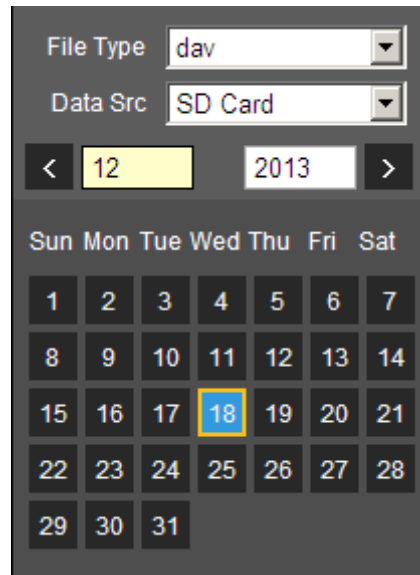 File Type dav
Data Src SD Card
< 12 2013 >
Sun Mon Tue Wed Thu Fri Sat
1 2 3 4 5 6 7
8 9 10 11 12 13 14
15 16 17 18 19 20 21
22 23 24 25 26 27 28
29 30 31